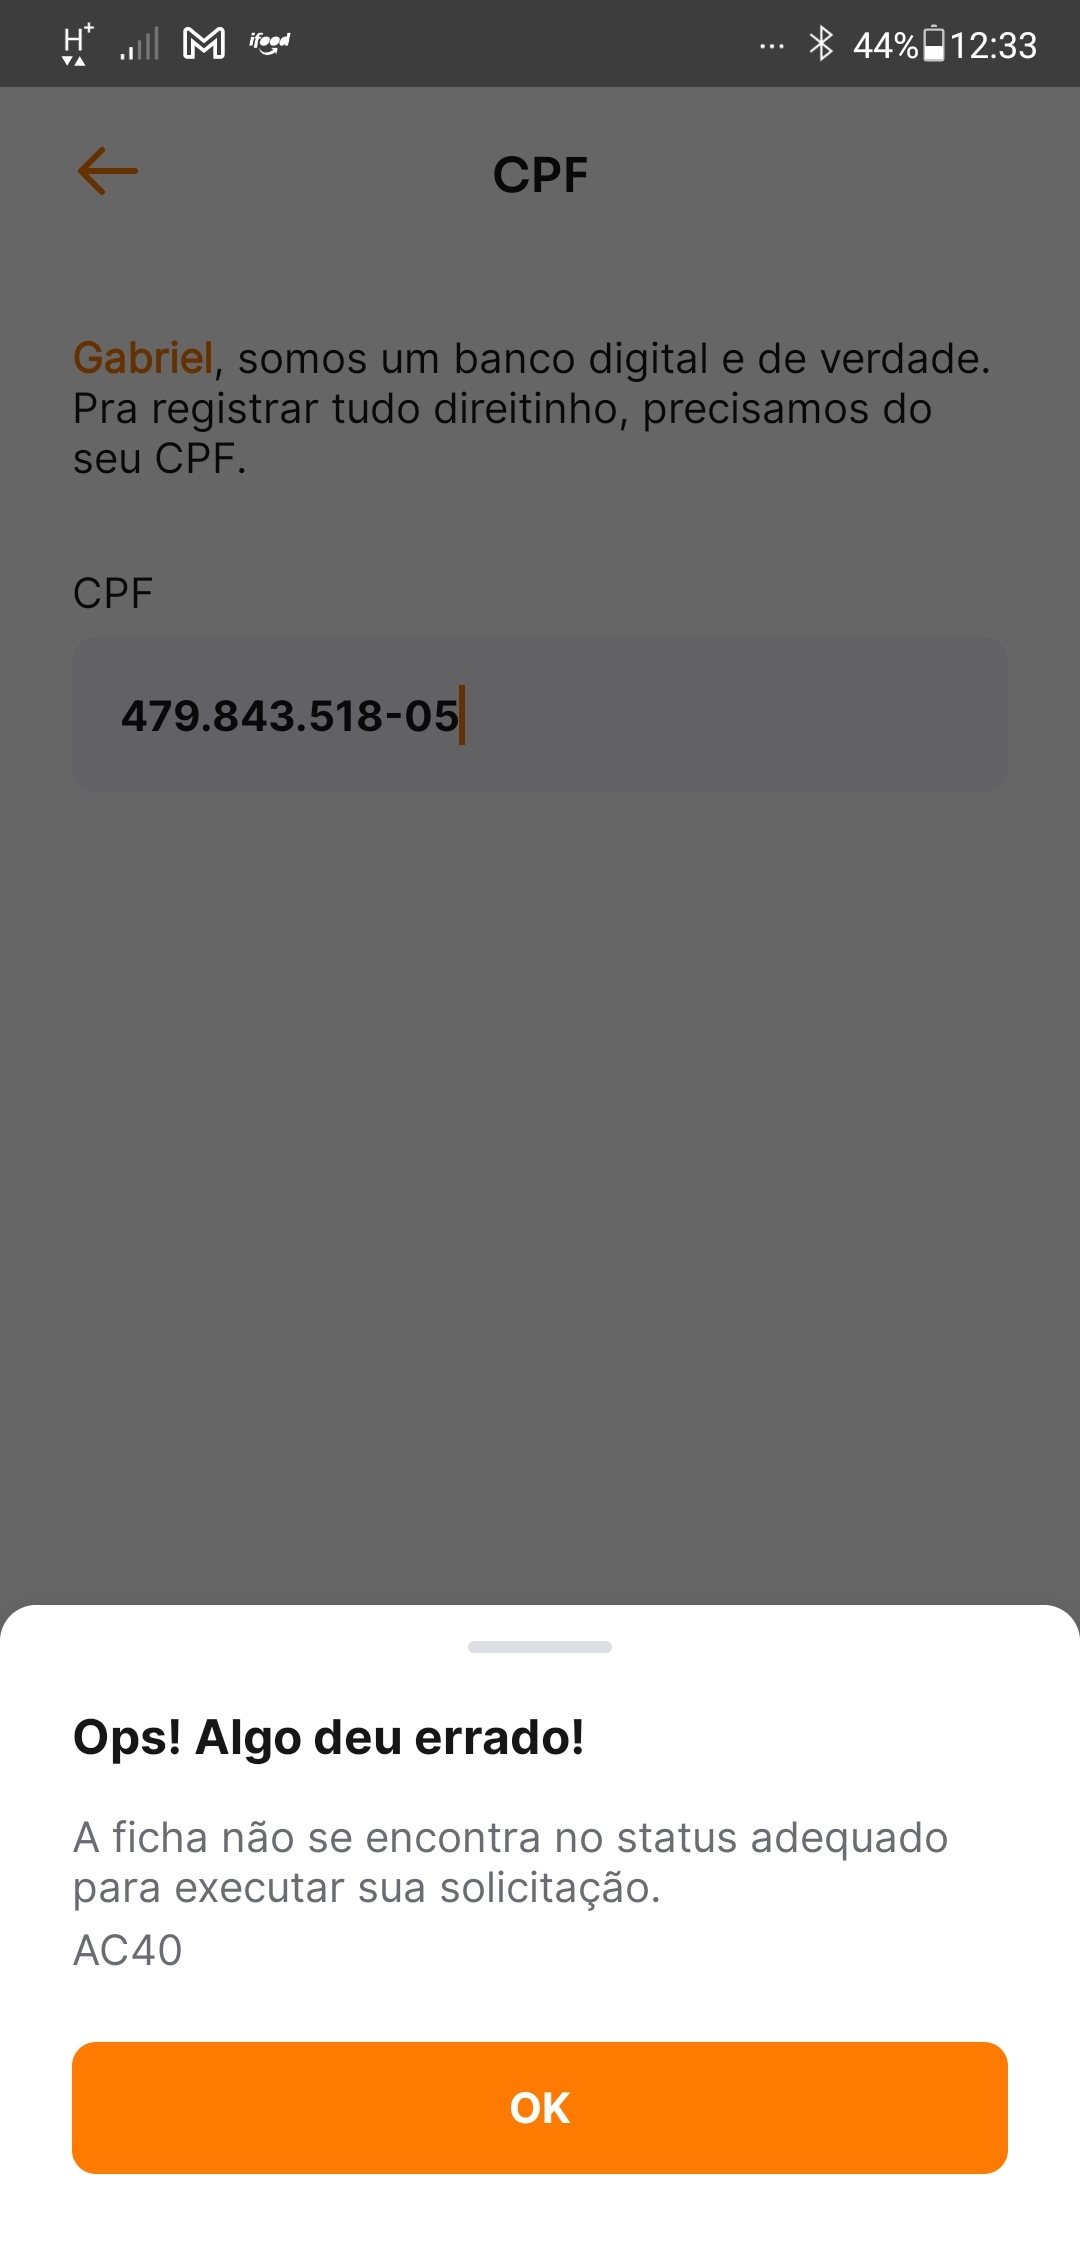 H+ ifood ... 44% 12:33
CPF
Gabriel, somos um banco digital e de verdade.
Pra registrar tudo direitinho, precisamos do
seu CPF.
CPF
479.843.518-05
Ops! Algo deu errado!
A ficha não se encontra no status adequado
para executar sua solicitação.
AC40
OK